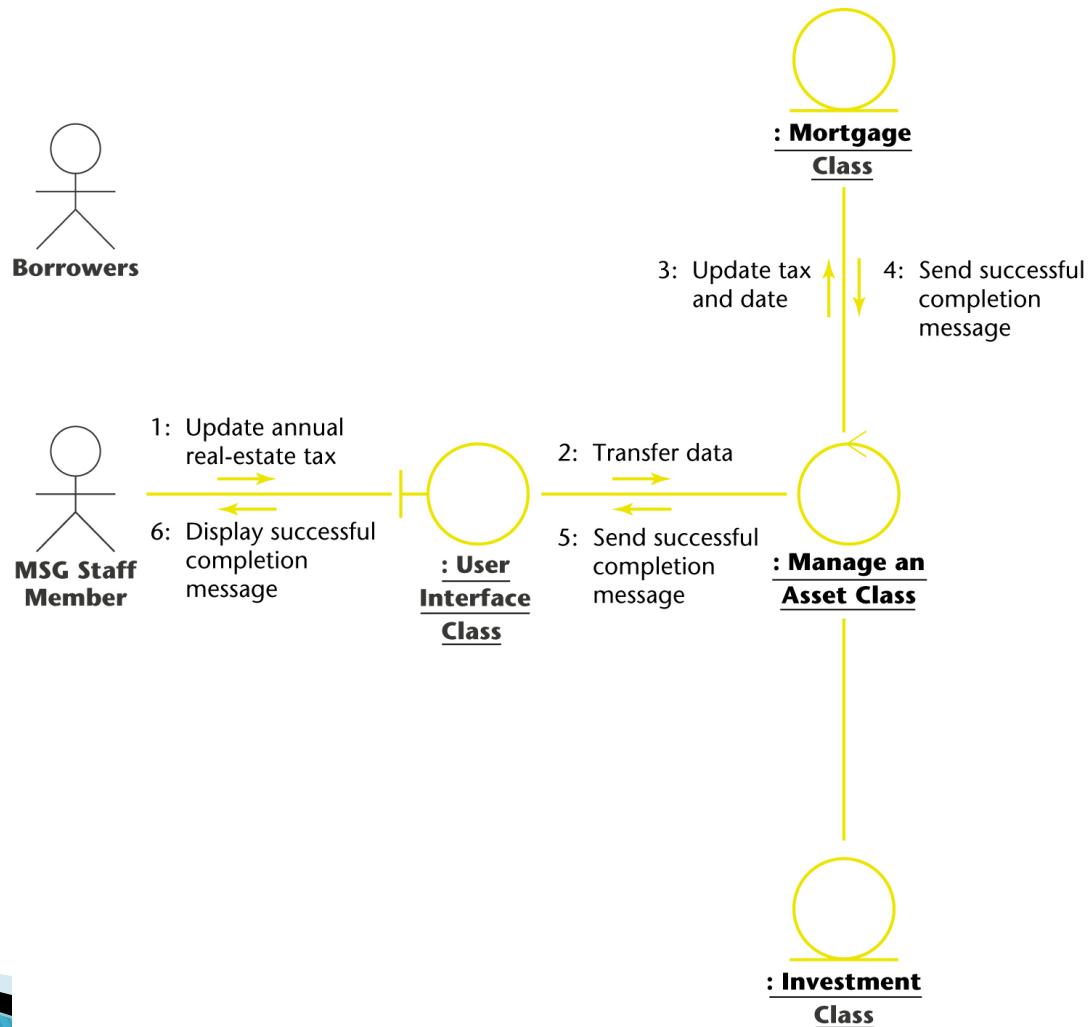 : Mortgage
Class
Borrowers
3: Update tax
and date
4: Send successful
completion
message
1: Update annual
real-estate tax
2: Transfer data
6: Display successful
completion
message
5: Send successful
completion
message
MSG Staff
Member
: User
Interface
Class
: Manage an
Asset Class
: Investment
Class